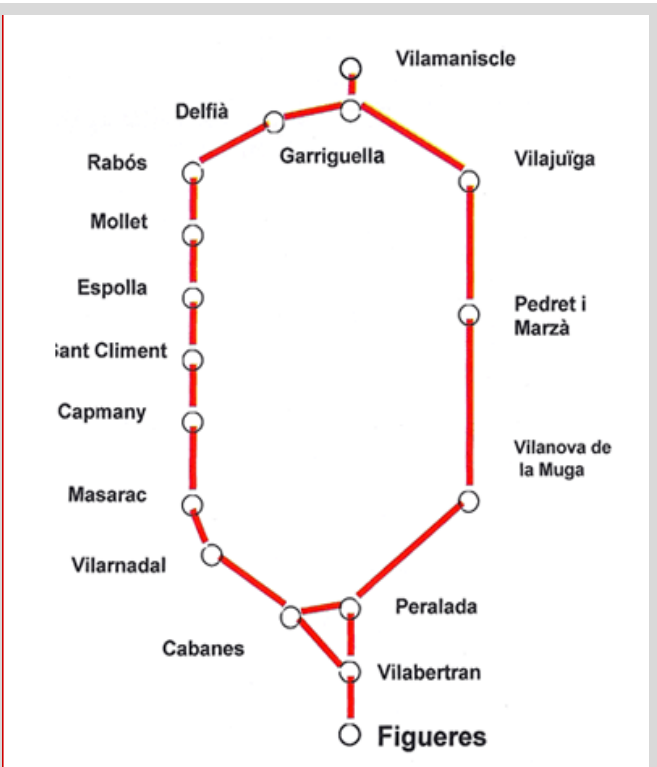 Vilamaniscle
Delfià
Garriguella
Rabós
Vilajuïga
Mollet
Espolla
Pedret i
Marzà
ant Climent
Capmany
Vilanova de
la Muga
Masarac
Vilarnadal
Peralada
Cabanes
Vilabertran
Figueres